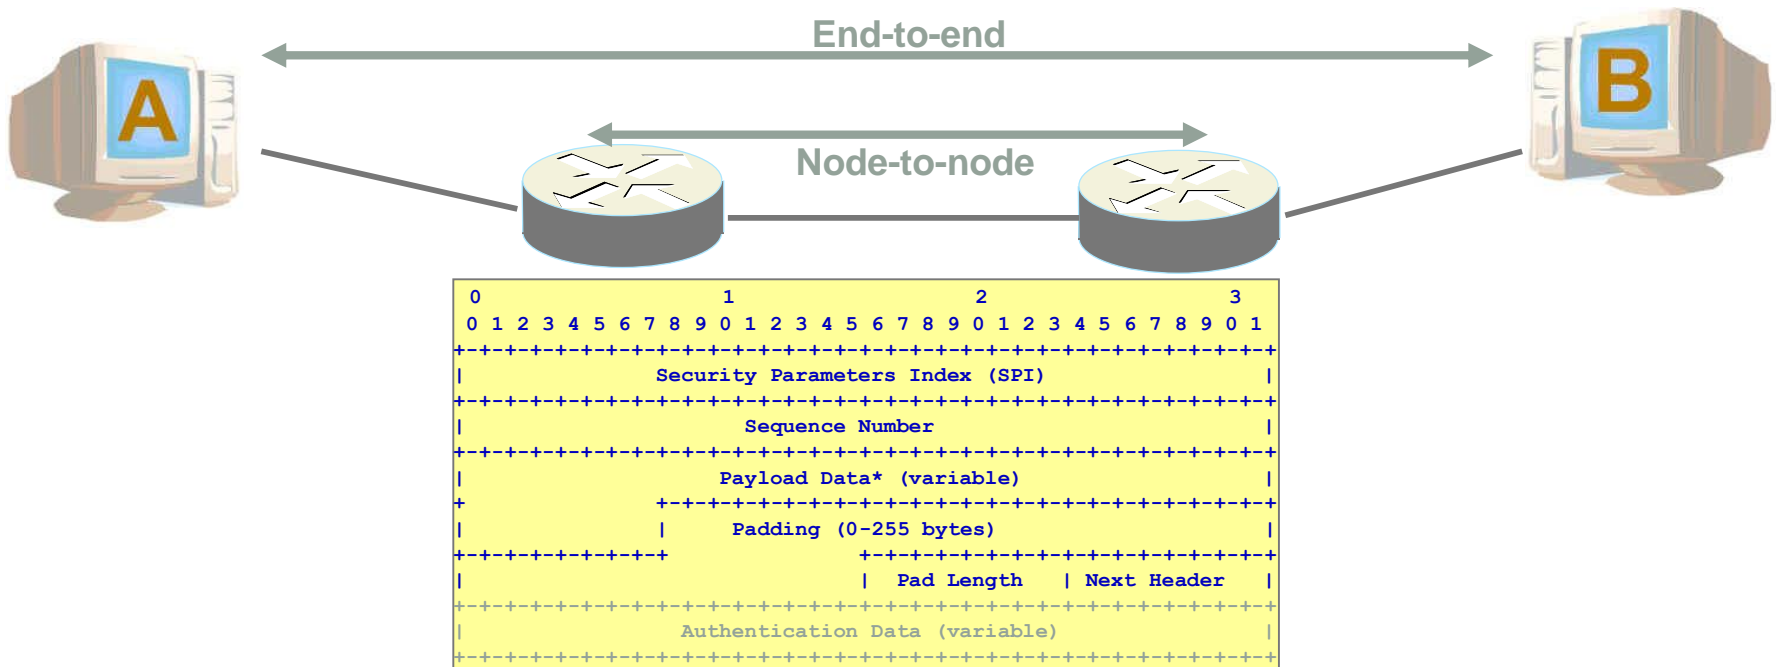 End-to-end
A
B
Node-to-node
 0                   1                   2                   3
 0 1 2 3 4 5 6 7 8 9 0 1 2 3 4 5 6 7 8 9 0 1 2 3 4 5 6 7 8 9 0 1
+-+-+-+-+-+-+-+-+-+-+-+-+-+-+-+-+-+-+-+-+-+-+-+-+-+-+-+-+-+-+-+-+
|               Security Parameters Index (SPI)                 |
+-+-+-+-+-+-+-+-+-+-+-+-+-+-+-+-+-+-+-+-+-+-+-+-+-+-+-+-+-+-+-+-+
|                      Sequence Number                          |
+-+-+-+-+-+-+-+-+-+-+-+-+-+-+-+-+-+-+-+-+-+-+-+-+-+-+-+-+-+-+-+-+
|                    Payload Data* (variable)                   |
+               +-+-+-+-+-+-+-+-+-+-+-+-+-+-+-+-+-+-+-+-+-+-+-+-+
|               |     Padding (0-255 bytes)                     |
+-+-+-+-+-+-+-+-+               +-+-+-+-+-+-+-+-+-+-+-+-+-+-+-+-+
|                               |  Pad Length   | Next Header   |
+-+-+-+-+-+-+-+-+-+-+-+-+-+-+-+-+-+-+-+-+-+-+-+-+-+-+-+-+-+-+-+-+
|                 Authentication Data (variable)                |
+-+-+-+-+-+-+-+-+-+-+-+-+-+-+-+-+-+-+-+-+-+-+-+-+-+-+-+-+-+-+-+-+